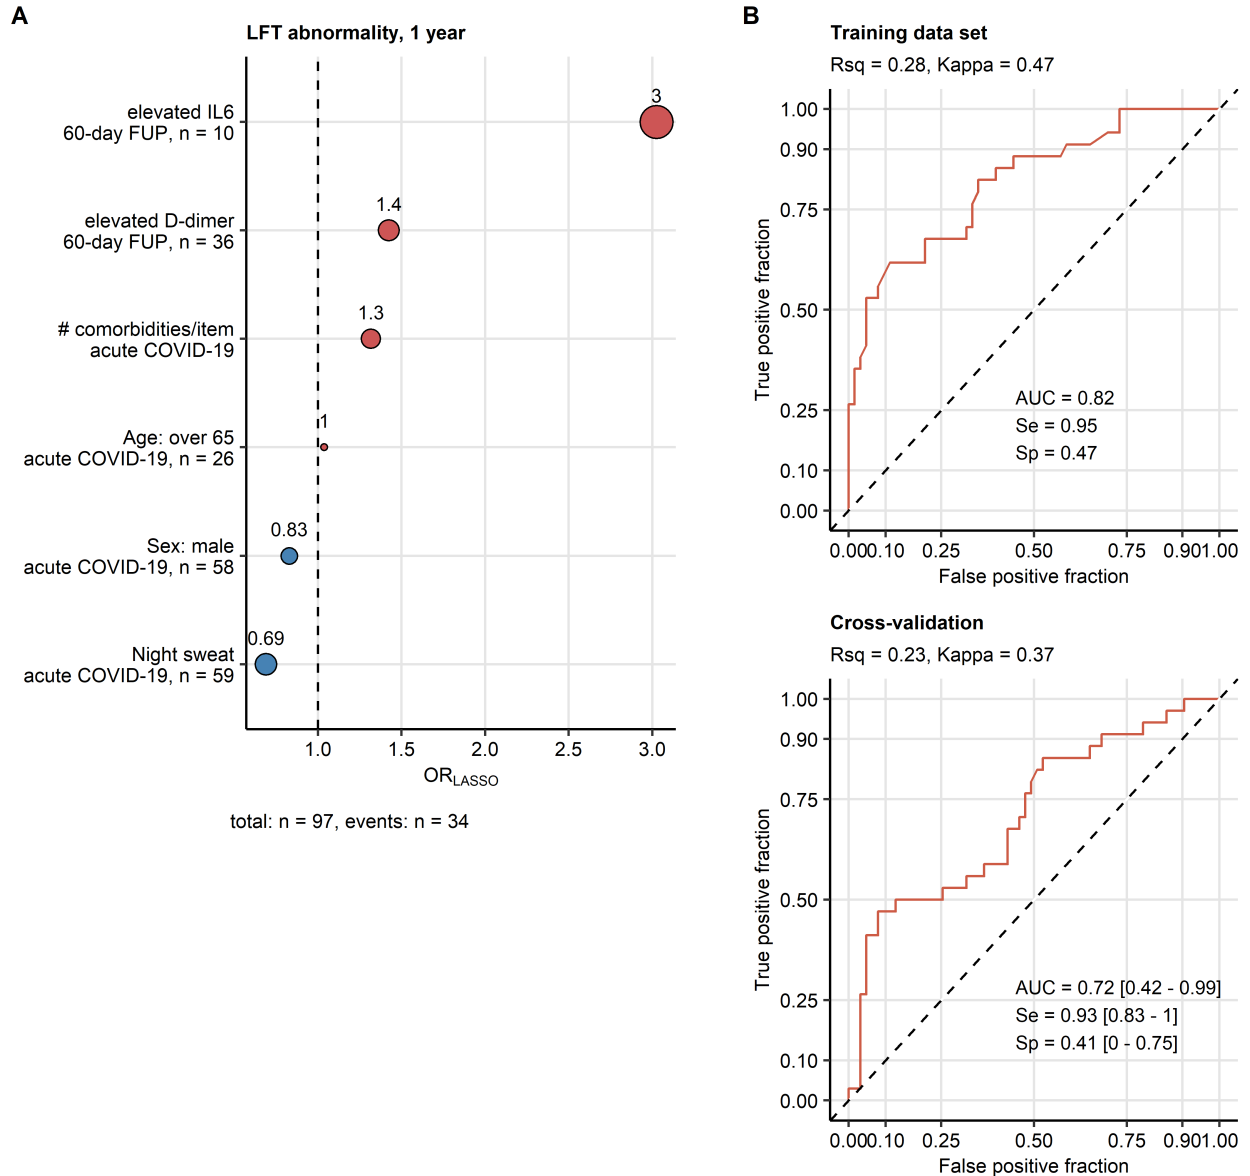 A
LFT abnormality, 1 year
elevated IL6
60-day FUP, n = 10
3
elevated D-dimer
60-day FUP, n = 36
1.4
# comorbidities/item
acute COVID-19
1.3
Age: over 65
acute COVID-19, n = 26
1
Sex: male
acute COVID-19, n = 58
0.83
Night sweat
acute COVID-19, n = 59
0.69
1.0 1.5 2.0 2.5 3.0
ORLASSO
total: n = 97, events: n = 34
B
Training data set
Rsq = 0.28, Kappa = 0.47
True positive fraction
1.00
0.90
0.75
0.50
0.25
0.10
0.00
AUC = 0.82
Se = 0.95
Sp = 0.47
0.00 0.10 0.25 0.50 0.75 0.90 1.00
False positive fraction
Cross-validation
Rsq = 0.23, Kappa = 0.37
True positive fraction
1.00
0.90
0.75
0.50
0.25
0.10
0.00
AUC = 0.72 [0.42 - 0.99]
Se = 0.93 [0.83 - 1]
Sp = 0.41 [0 - 0.75]
0.00 0.10 0.25 0.50 0.75 0.90 1.00
False positive fraction